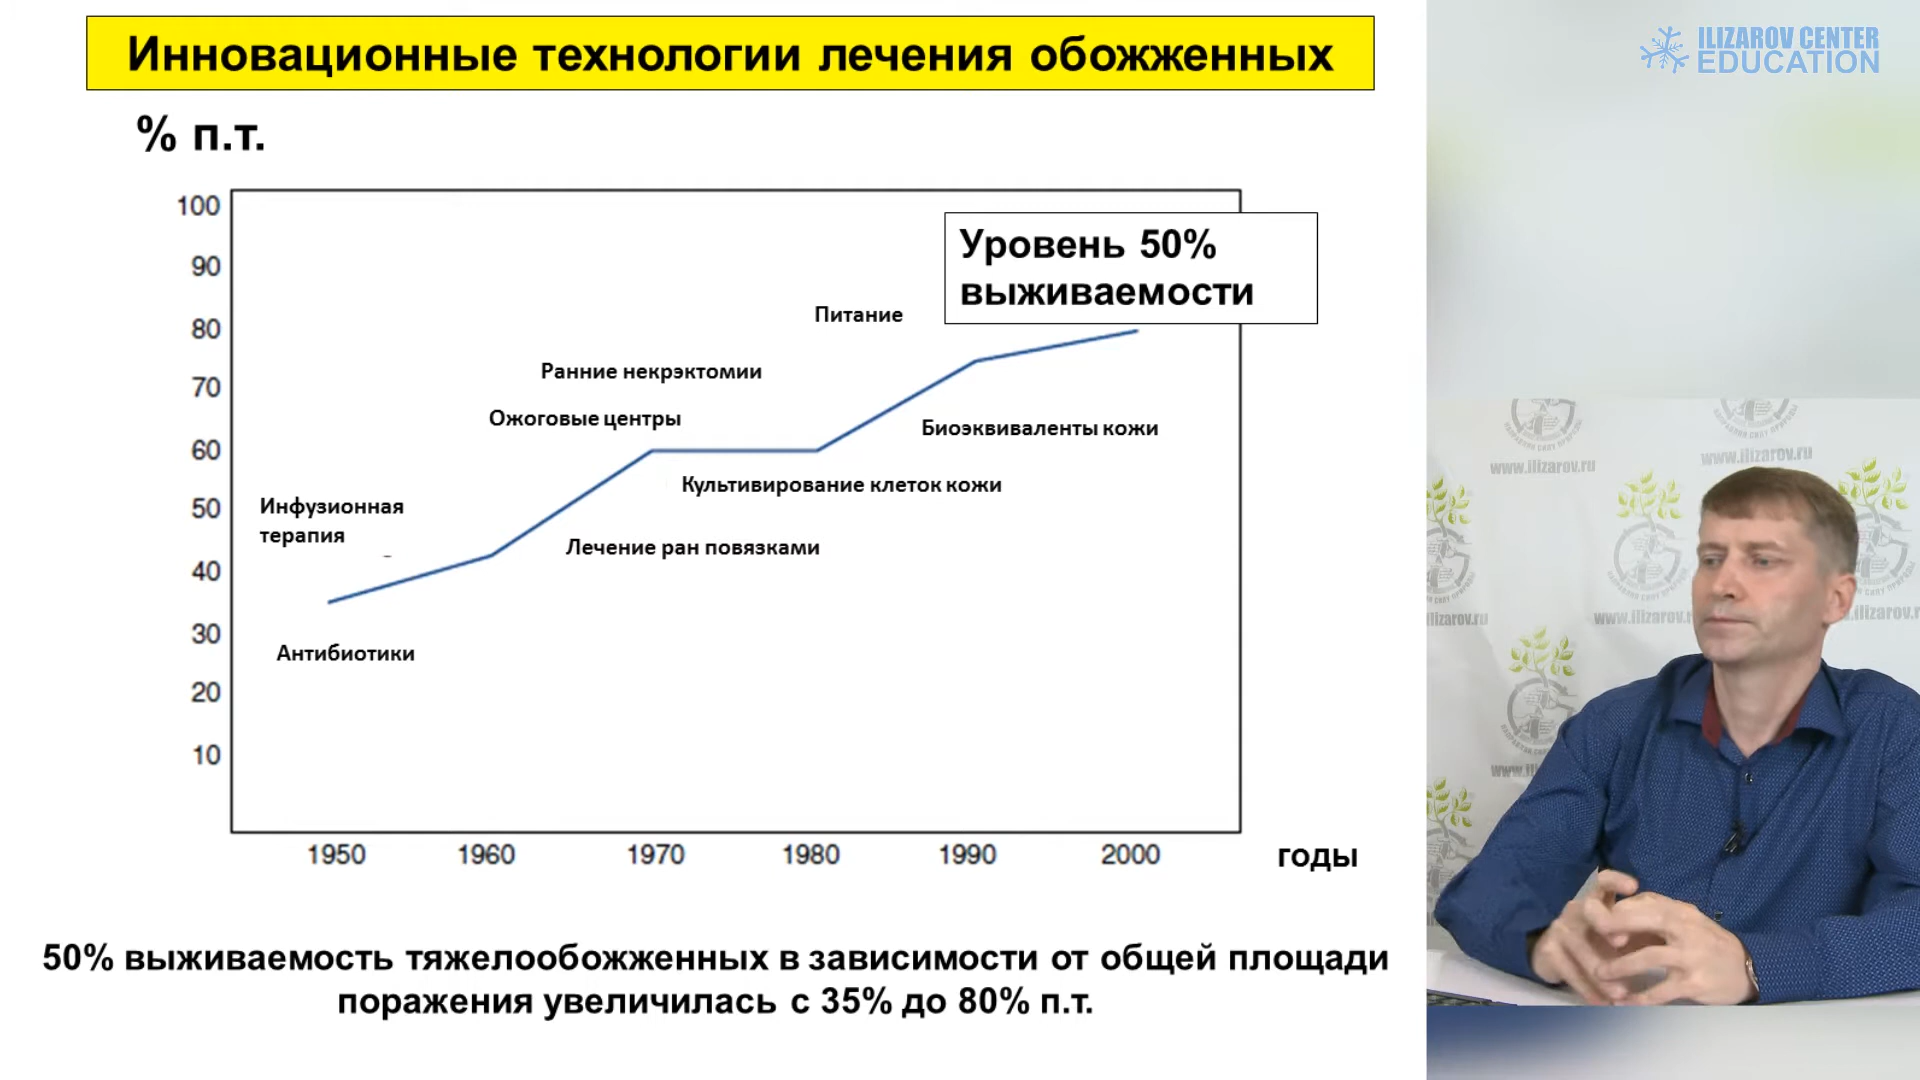 Инновационные технологии лечения обожженных
% п.т.
100
90
80
70
60
50
40
30
20
10
Уровень 50%
выживаемости
Питание
Ранние некрэктомии
Ожоговые центры
Биоэквиваленты кожи
Культивирование клеток кожи
Инфузионная
терапия
Лечение ран повязками
Антибиотики
1950 1960 1970 1980 1990 2000
годы
50% выживаемость тяжелообожженных в зависимости от общей площади
поражения увеличилась с 35% до 80% п.т.
ILIZAROV CENTER
EDUCATION
www.ilizarov.ru
www.ilizarov.ru